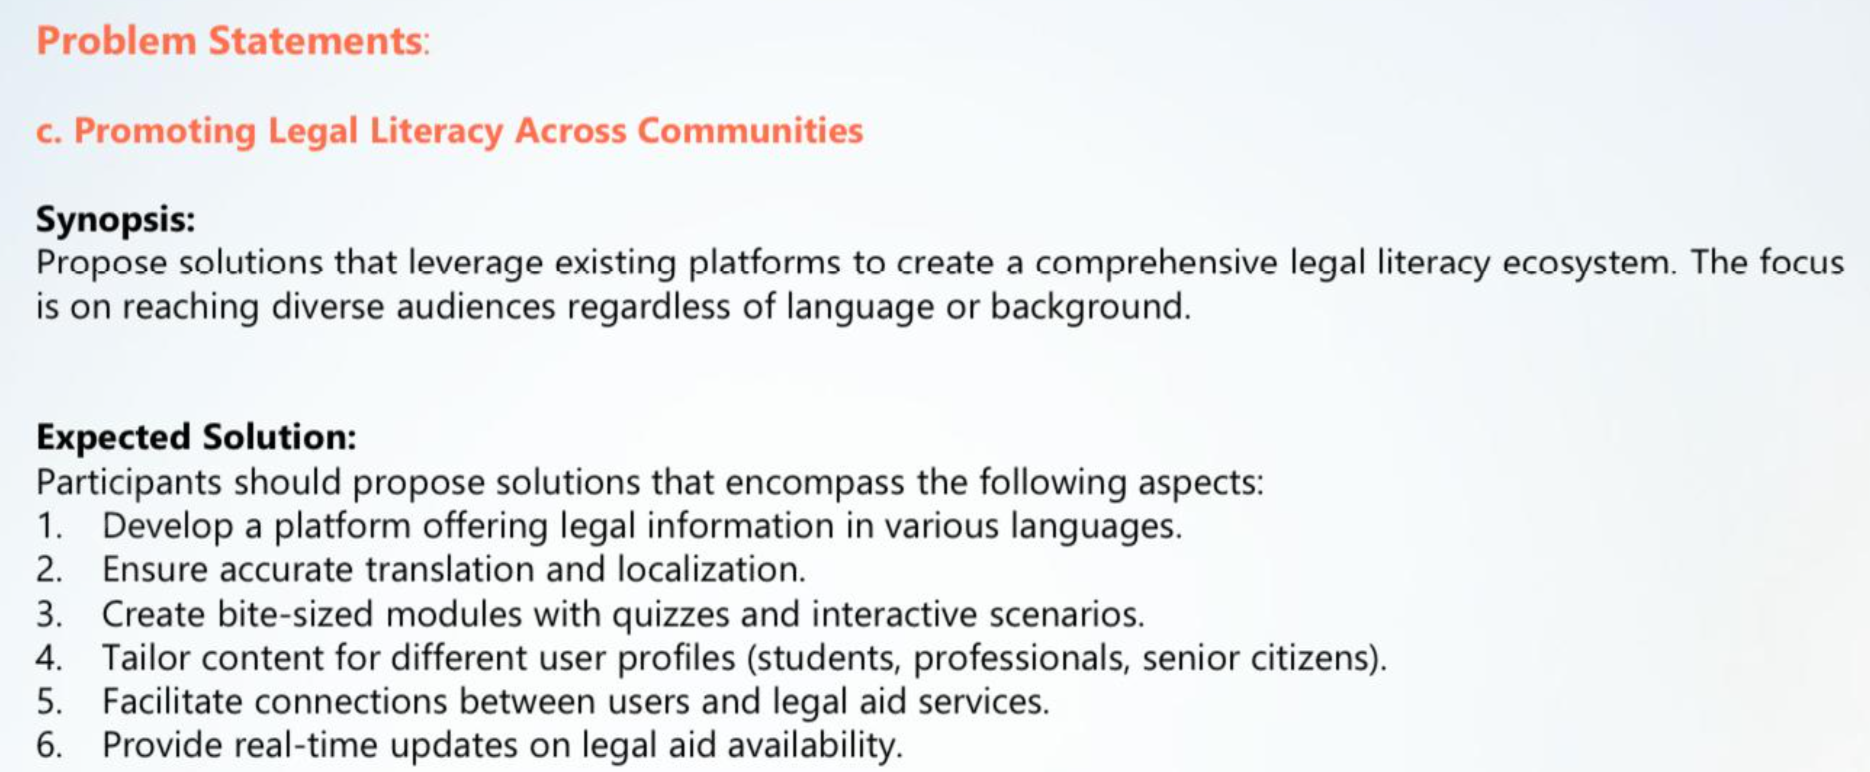 Problem Statements:
c. Promoting Legal Literacy Across Communities
Synopsis:
Propose solutions that leverage existing platforms to create a comprehensive legal literacy ecosystem. The focus
is on reaching diverse audiences regardless of language or background.
Expected Solution:
Participants should propose solutions that encompass the following aspects:
1. Develop a platform offering legal information in various languages.
2. Ensure accurate translation and localization.
3. Create bite-sized modules with quizzes and interactive scenarios.
4. Tailor content for different user profiles (students, professionals, senior citizens).
5. Facilitate connections between users and legal aid services.
6. Provide real-time updates on legal aid availability.